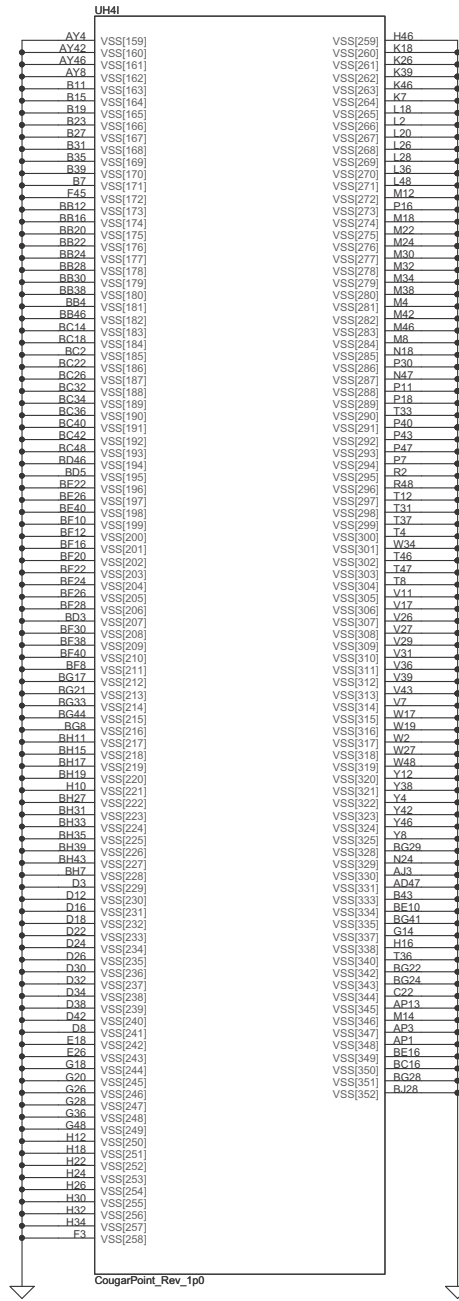 UH4I
AY4 VSS[159]
AY42 VSS[160]
AY46 VSS[161]
AY8 VSS[162]
B11 VSS[163]
B15 VSS[164]
B19 VSS[165]
B23 VSS[166]
B27 VSS[167]
B31 VSS[168]
B35 VSS[169]
B39 VSS[170]
B7 VSS[171]
F45 VSS[172]
BB12 VSS[173]
BB16 VSS[174]
BB20 VSS[175]
BB22 VSS[176]
BB24 VSS[177]
BB28 VSS[178]
BB30 VSS[179]
BB38 VSS[180]
BB4 VSS[181]
BB46 VSS[182]
BC14 VSS[183]
BC18 VSS[184]
BC2 VSS[185]
BC22 VSS[186]
BC26 VSS[187]
BC32 VSS[188]
BC34 VSS[189]
BC36 VSS[190]
BC40 VSS[191]
BC42 VSS[192]
BC48 VSS[193]
BD46 VSS[194]
BD5 VSS[195]
BE22 VSS[196]
BE26 VSS[197]
BE40 VSS[198]
BF10 VSS[199]
BF12 VSS[200]
BF16 VSS[201]
BF20 VSS[202]
BF22 VSS[203]
BF24 VSS[204]
BF26 VSS[205]
BF28 VSS[206]
BD3 VSS[207]
BF30 VSS[208]
BF38 VSS[209]
BF40 VSS[210]
BF8 VSS[211]
BG17 VSS[212]
BG21 VSS[213]
BG33 VSS[214]
BG44 VSS[215]
BG8 VSS[216]
BH11 VSS[217]
BH15 VSS[218]
BH17 VSS[219]
BH19 VSS[220]
H10 VSS[221]
BH27 VSS[222]
BH31 VSS[223]
BH33 VSS[224]
BH35 VSS[225]
BH39 VSS[226]
BH43 VSS[227]
BH7 VSS[228]
D3 VSS[229]
D12 VSS[230]
D16 VSS[231]
D18 VSS[232]
D22 VSS[233]
D24 VSS[234]
D26 VSS[235]
D30 VSS[236]
D32 VSS[237]
D34 VSS[238]
D38 VSS[239]
D42 VSS[240]
D8 VSS[241]
E18 VSS[242]
E26 VSS[243]
G18 VSS[244]
G20 VSS[245]
G26 VSS[246]
G28 VSS[247]
G36 VSS[248]
G48 VSS[249]
H12 VSS[250]
H18 VSS[251]
H22 VSS[252]
H24 VSS[253]
H26 VSS[254]
H30 VSS[255]
H32 VSS[256]
H34 VSS[257]
F3 VSS[258]
VSS[259] H46
VSS[260] K18
VSS[261] K26
VSS[262] K39
VSS[263] K46
VSS[264] K7
VSS[265] L18
VSS[266] L2
VSS[267] L20
VSS[268] L26
VSS[269] L28
VSS[270] L36
VSS[271] L48
VSS[272] M12
VSS[273] P16
VSS[274] M18
VSS[275] M22
VSS[276] M24
VSS[277] M30
VSS[278] M32
VSS[279] M34
VSS[280] M38
VSS[281] M4
VSS[282] M42
VSS[283] M46
VSS[284] M8
VSS[285] N18
VSS[286] P30
VSS[287] N47
VSS[288] P11
VSS[289] P18
VSS[290] T33
VSS[291] P40
VSS[292] P43
VSS[293] P47
VSS[294] P7
VSS[295] R2
VSS[296] R48
VSS[297] T12
VSS[298] T31
VSS[299] T37
VSS[300] T4
VSS[301] W34
VSS[302] T46
VSS[303] T47
VSS[304] T8
VSS[305] V11
VSS[306] V17
VSS[307] V26
VSS[308] V27
VSS[309] V29
VSS[310] V31
VSS[311] V36
VSS[312] V39
VSS[313] V43
VSS[314] V7
VSS[315] W17
VSS[316] W19
VSS[317] W2
VSS[318] W27
VSS[319] W48
VSS[320] Y12
VSS[321] Y38
VSS[322] Y4
VSS[323] Y42
VSS[324] Y46
VSS[325] Y8
VSS[328] BG29
VSS[329] N24
VSS[330] AJ3
VSS[331] AD47
VSS[333] B43
VSS[334] BE10
VSS[335] BG41
VSS[337] G14
VSS[338] H16
VSS[340] T36
VSS[342] BG22
VSS[343] BG24
VSS[344] C22
VSS[345] AP13
VSS[346] M14
VSS[347] AP3
VSS[348] AP1
VSS[349] BE16
VSS[350] BC16
VSS[351] BG28
VSS[352] BJ28
CougarPoint_Rev_1p0